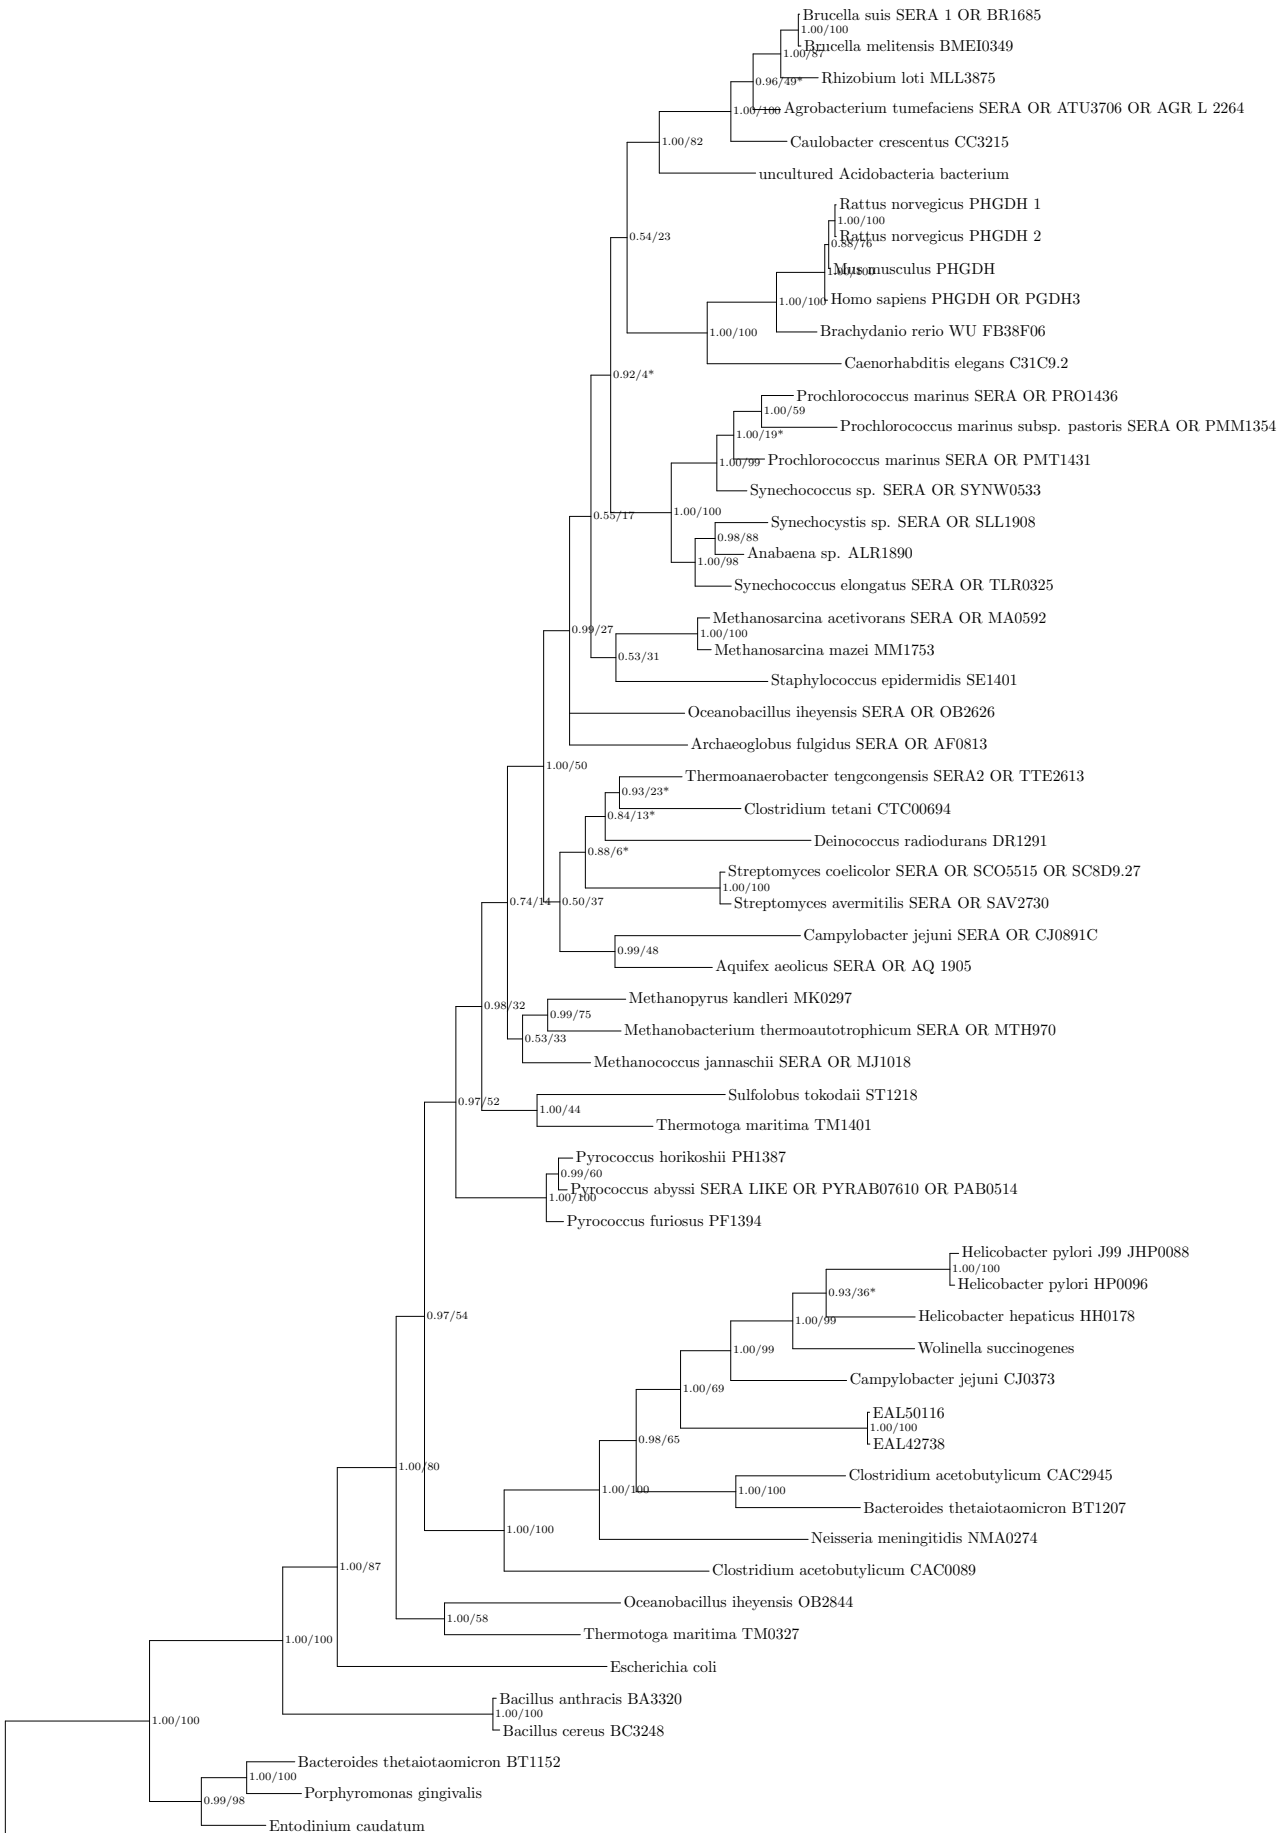 Brucella suis SERA 1 OR BR1685
1.00/100
Brucella melitensis BMEI0349
1.00/87
Rhizobium loti MLL3875
0.96/49*
Agrobacterium tumefaciens SERA OR ATU3706 OR AGR L 2264
1.00/100
Caulobacter crescentus CC3215
1.00/82
uncultured Acidobacteria bacterium
Rattus norvegicus PHGDH 1
1.00/100
Rattus norvegicus PHGDH 2
0.54/23
0.88/76
Mus musculus PHGDH
1.00/100
Homo sapiens PHGDH OR PGDH3
1.00/100
Brachydanio rerio WU FB38F06
1.00/100
Caenorhabditis elegans C31C9.2
0.92/4*
Prochlorococcus marinus SERA OR PRO1436
1.00/59
Prochlorococcus marinus subsp. pastoris SERA OR PMM1354
1.00/19*
Prochlorococcus marinus SERA OR PMT1431
1.00/99
Synechococcus sp. SERA OR SYNW0533
1.00/100
0.55/17
Synechocystis sp. SERA OR SLL1908
0.98/88
Anabaena sp. ALR1890
1.00/98
Synechococcus elongatus SERA OR TLR0325
Methanosarcina acetivorans SERA OR MA0592
0.99/27
1.00/100
Methanosarcina mazei MM1753
0.53/31
Staphylococcus epidermidis SE1401
Oceanobacillus iheyensis SERA OR OB2626
Archaeoglobus fulgidus SERA OR AF0813
1.00/50
Thermoanaerobacter tengcongensis SERA2 OR TTE2613
0.93/23*
Clostridium tetani CTC00694
0.84/13*
Deinococcus radiodurans DR1291
0.88/6*
Streptomyces coelicolor SERA OR SCO5515 OR SC8D9.27
1.00/100
Streptomyces avermitilis SERA OR SAV2730
0.74/14
0.50/37
Campylobacter jejuni SERA OR CJ0891C
0.99/48
Aquifex aeolicus SERA OR AQ 1905
Methanopyrus kandleri MK0297
0.98/32
0.99/75
Methanobacterium thermoautotrophicum SERA OR MTH970
0.53/33
Methanococcus jannaschii SERA OR MJ1018
Sulfolobus tokodaii ST1218
0.97/52
1.00/44
Thermotoga maritima TM1401
Pyrococcus horikoshii PH1387
0.99/60
Pyrococcus abyssi SERA LIKE OR PYRAB07610 OR PAB0514
1.00/100
Pyrococcus furiosus PF1394
Helicobacter pylori J99 JHP0088
1.00/100
Helicobacter pylori HP0096
0.93/36*
Helicobacter hepaticus HH0178
0.97/54
1.00/99
Wolinella succinogenes
1.00/99
Campylobacter jejuni CJ0373
1.00/69
EAL50116
1.00/100
0.98/65
EAL42738
1.00/80
Clostridium acetobutylicum CAC2945
1.00/100
1.00/100
Bacteroides thetaiotaomicron BT1207
1.00/100
Neisseria meningitidis NMA0274
1.00/87
Clostridium acetobutylicum CAC0089
Oceanobacillus iheyensis OB2844
1.00/58
Thermotoga maritima TM0327
1.00/100
Escherichia coli
Bacillus anthracis BA3320
1.00/100
1.00/100
Bacillus cereus BC3248
Bacteroides thetaiotaomicron BT1152
1.00/100
Porphyromonas gingivalis
0.99/98
Entodinium caudatum